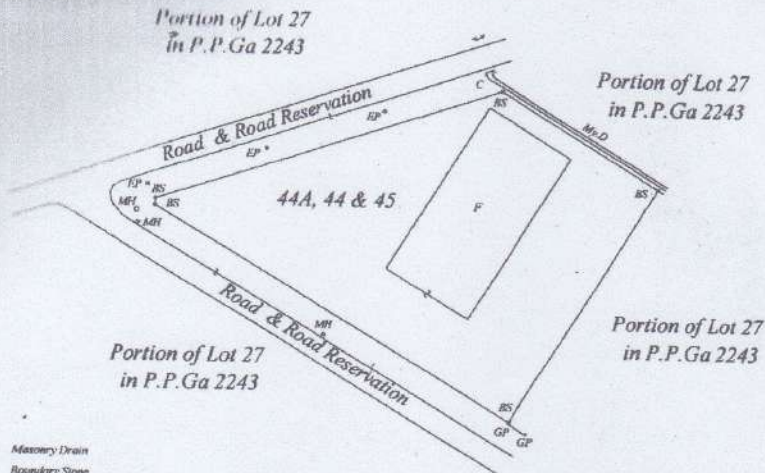 Portion of Lot 27
in P.P.Ga 2243
Portion of Lot 27
in P.P.Ga 2243
C
BS
My.D
Road & Road Reservation
EP
EP
EP
BS
MH
BS
MH
44A, 44 & 45
F
BS
Road & Road Reservation
MH
Portion of Lot 27
in P.P.Ga 2243
Portion of Lot 27
in P.P.Ga 2243
BS
GP
GP
Masonry Drain
Boundary Stone